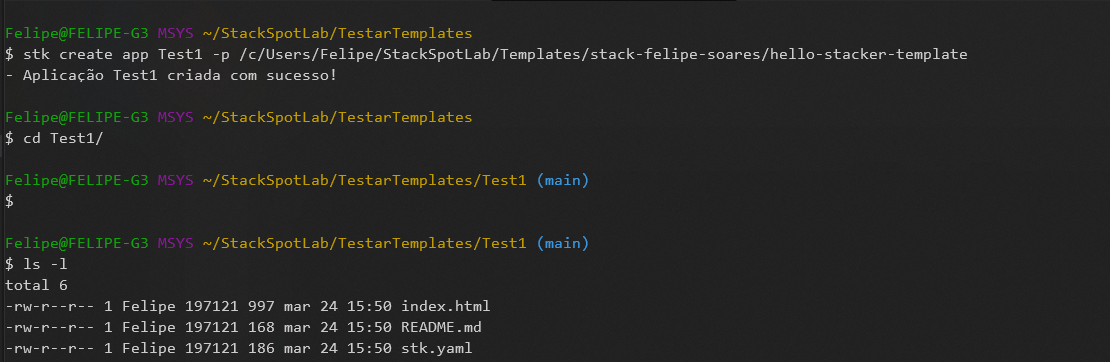 Felipe@FELIPE-G3 MSYS ~/StackSpotLab/TestarTemplates
$ stk create app Test1 -p /c/Users/Felipe/StackSpotLab/Templates/stack-felipe-soares/hello-stacker-template
- Aplicação Test1 criada com sucesso!
Felipe@FELIPE-G3 MSYS ~/StackSpotLab/TestarTemplates
$ cd Test1/
Felipe@FELIPE-G3 MSYS ~/StackSpotLab/TestarTemplates/Test1 (main)
$
Felipe@FELIPE-G3 MSYS ~/StackSpotLab/TestarTemplates/Test1 (main)
$ ls -l
total 6
-rw-r--r-- 1 Felipe 197121 997 mar 24 15:50 index.html
-rw-r--r-- 1 Felipe 197121 168 mar 24 15:50 README.md
-rw-r--r-- 1 Felipe 197121 186 mar 24 15:50 stk.yaml